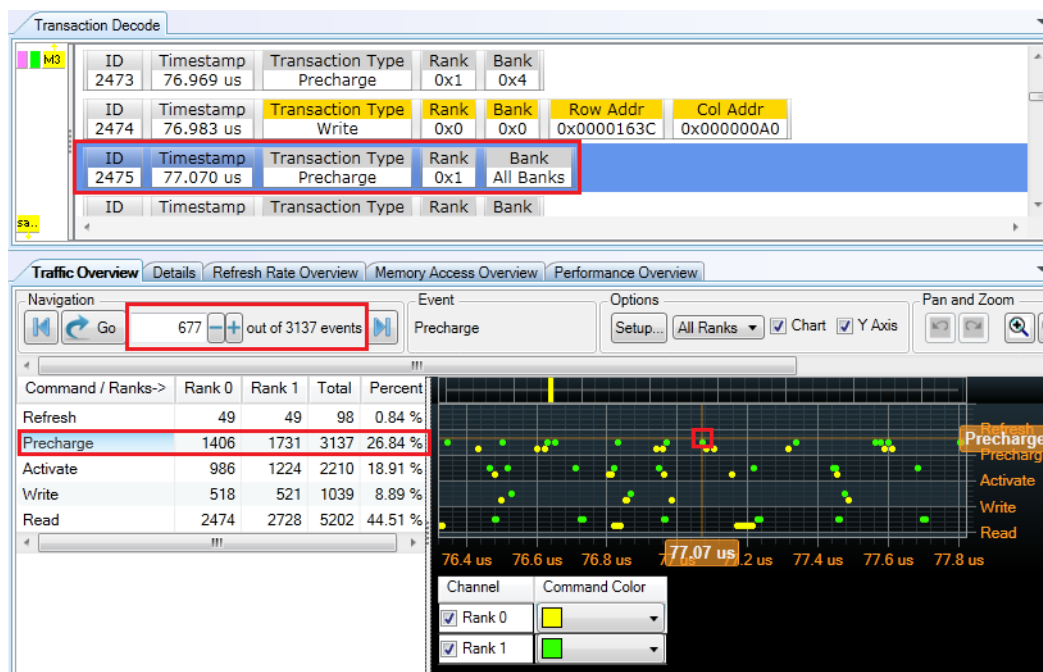 Transaction Decode
M3
ID Timestamp Transaction Type Rank Bank
2473 76.969 us Precharge 0x1 0x4
ID Timestamp Transaction Type Rank Bank Row Addr Col Addr
2474 76.983 us Write 0x0 0x0 0x0000163C 0x000000A0
ID Timestamp Transaction Type Rank Bank
2475 77.070 us Precharge 0x1 All Banks
ID Timestamp Transaction Type Rank Bank
sa..
Traffic Overview Details Refresh Rate Overview Memory Access Overview Performance Overview
Navigation Event Options Pan and Zoom
Go 677 out of 3137 events Precharge Setup... All Ranks Chart Y Axis
Command / Ranks-> Rank 0 Rank 1 Total Percent
Refresh 49 49 98 0.84 %
Precharge 1406 1731 3137 26.84 %
Activate 986 1224 2210 18.91 %
Write 518 521 1039 8.89 %
Read 2474 2728 5202 44.51 %
Refresh
Precharge
Precharg
Activate
Write
Read
77.07 us
76.4 us 76.6 us 76.8 us 77.4 us 77.6 us 77.8 us
Channel Command Color
Rank 0
Rank 1